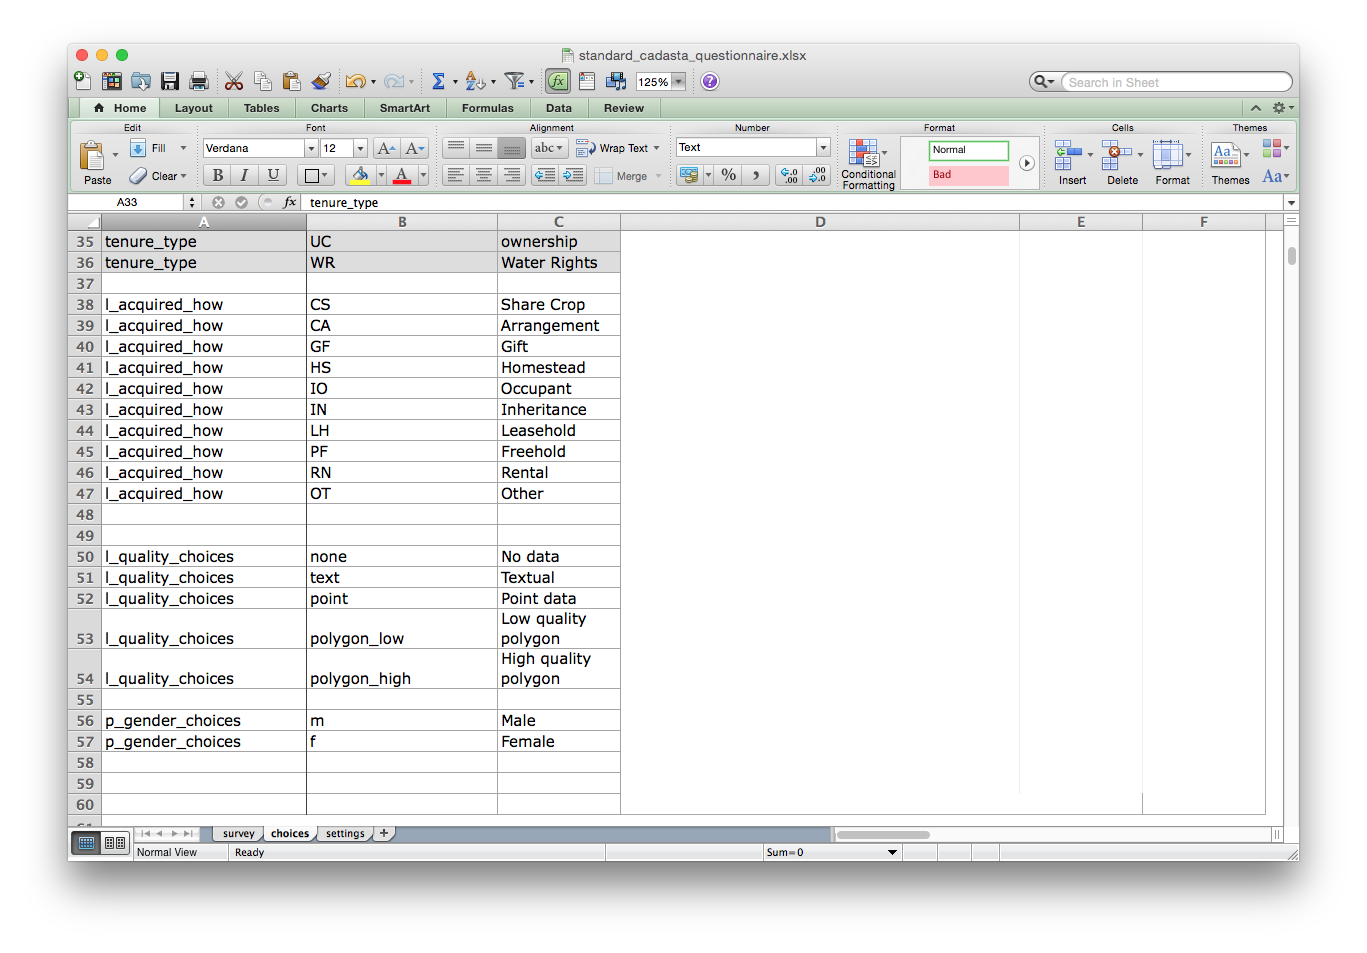 standard_cadasta_questionnaire.xlsx
125%
Search in Sheet
Home Layout Tables Charts SmartArt Formulas Data Review
Edit Font Alignment Number Format Cells Themes
Fill Verdana 12 A A abc Wrap Text Text Normal
Paste Clear B I U A Merge % Conditional Formatting Bad Insert Delete Format Themes Aa
A33 fx tenure_type
A B C D E F
35 tenure_type UC ownership
36 tenure_type WR Water Rights
37
38 l_acquired_how CS Share Crop
39 l_acquired_how CA Arrangement
40 l_acquired_how GF Gift
41 l_acquired_how HS Homestead
42 l_acquired_how IO Occupant
43 l_acquired_how IN Inheritance
44 l_acquired_how LH Leasehold
45 l_acquired_how PF Freehold
46 l_acquired_how RN Rental
47 l_acquired_how OT Other
48
49
50 l_quality_choices none No data
51 l_quality_choices text Textual
52 l_quality_choices point Point data
53 l_quality_choices polygon_low Low quality polygon
54 l_quality_choices polygon_high High quality polygon
55
56 p_gender_choices m Male
57 p_gender_choices f Female
58
59
60
survey choices settings
Normal View Ready Sum=0